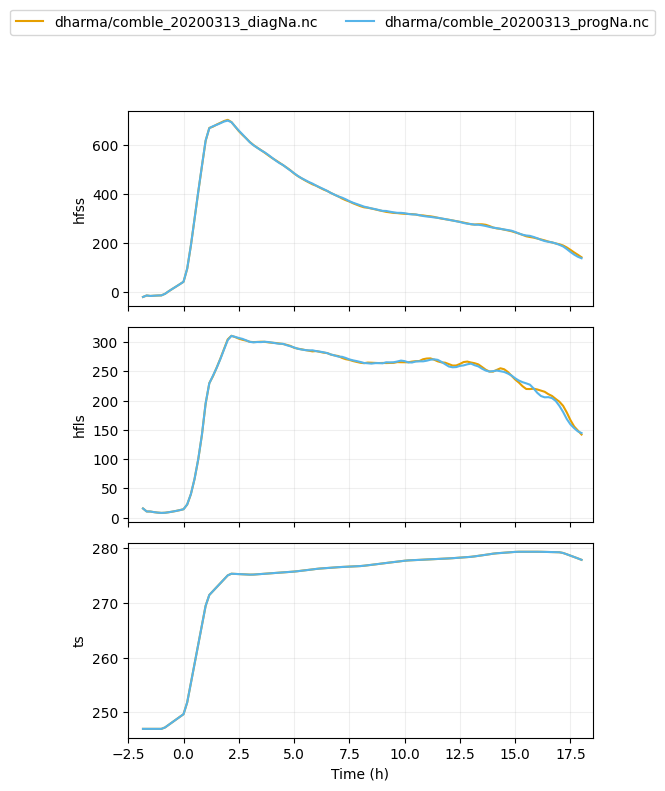 dharma/comble_20200313_diagNa.nc dharma/comble_20200313_progNa.nc
600
400
200
0
hfss
300
250
200
150
100
50
0
hfls
280
270
260
250
ts
−2.5 0.0 2.5 5.0 7.5 10.0 12.5 15.0 17.5
Time (h)